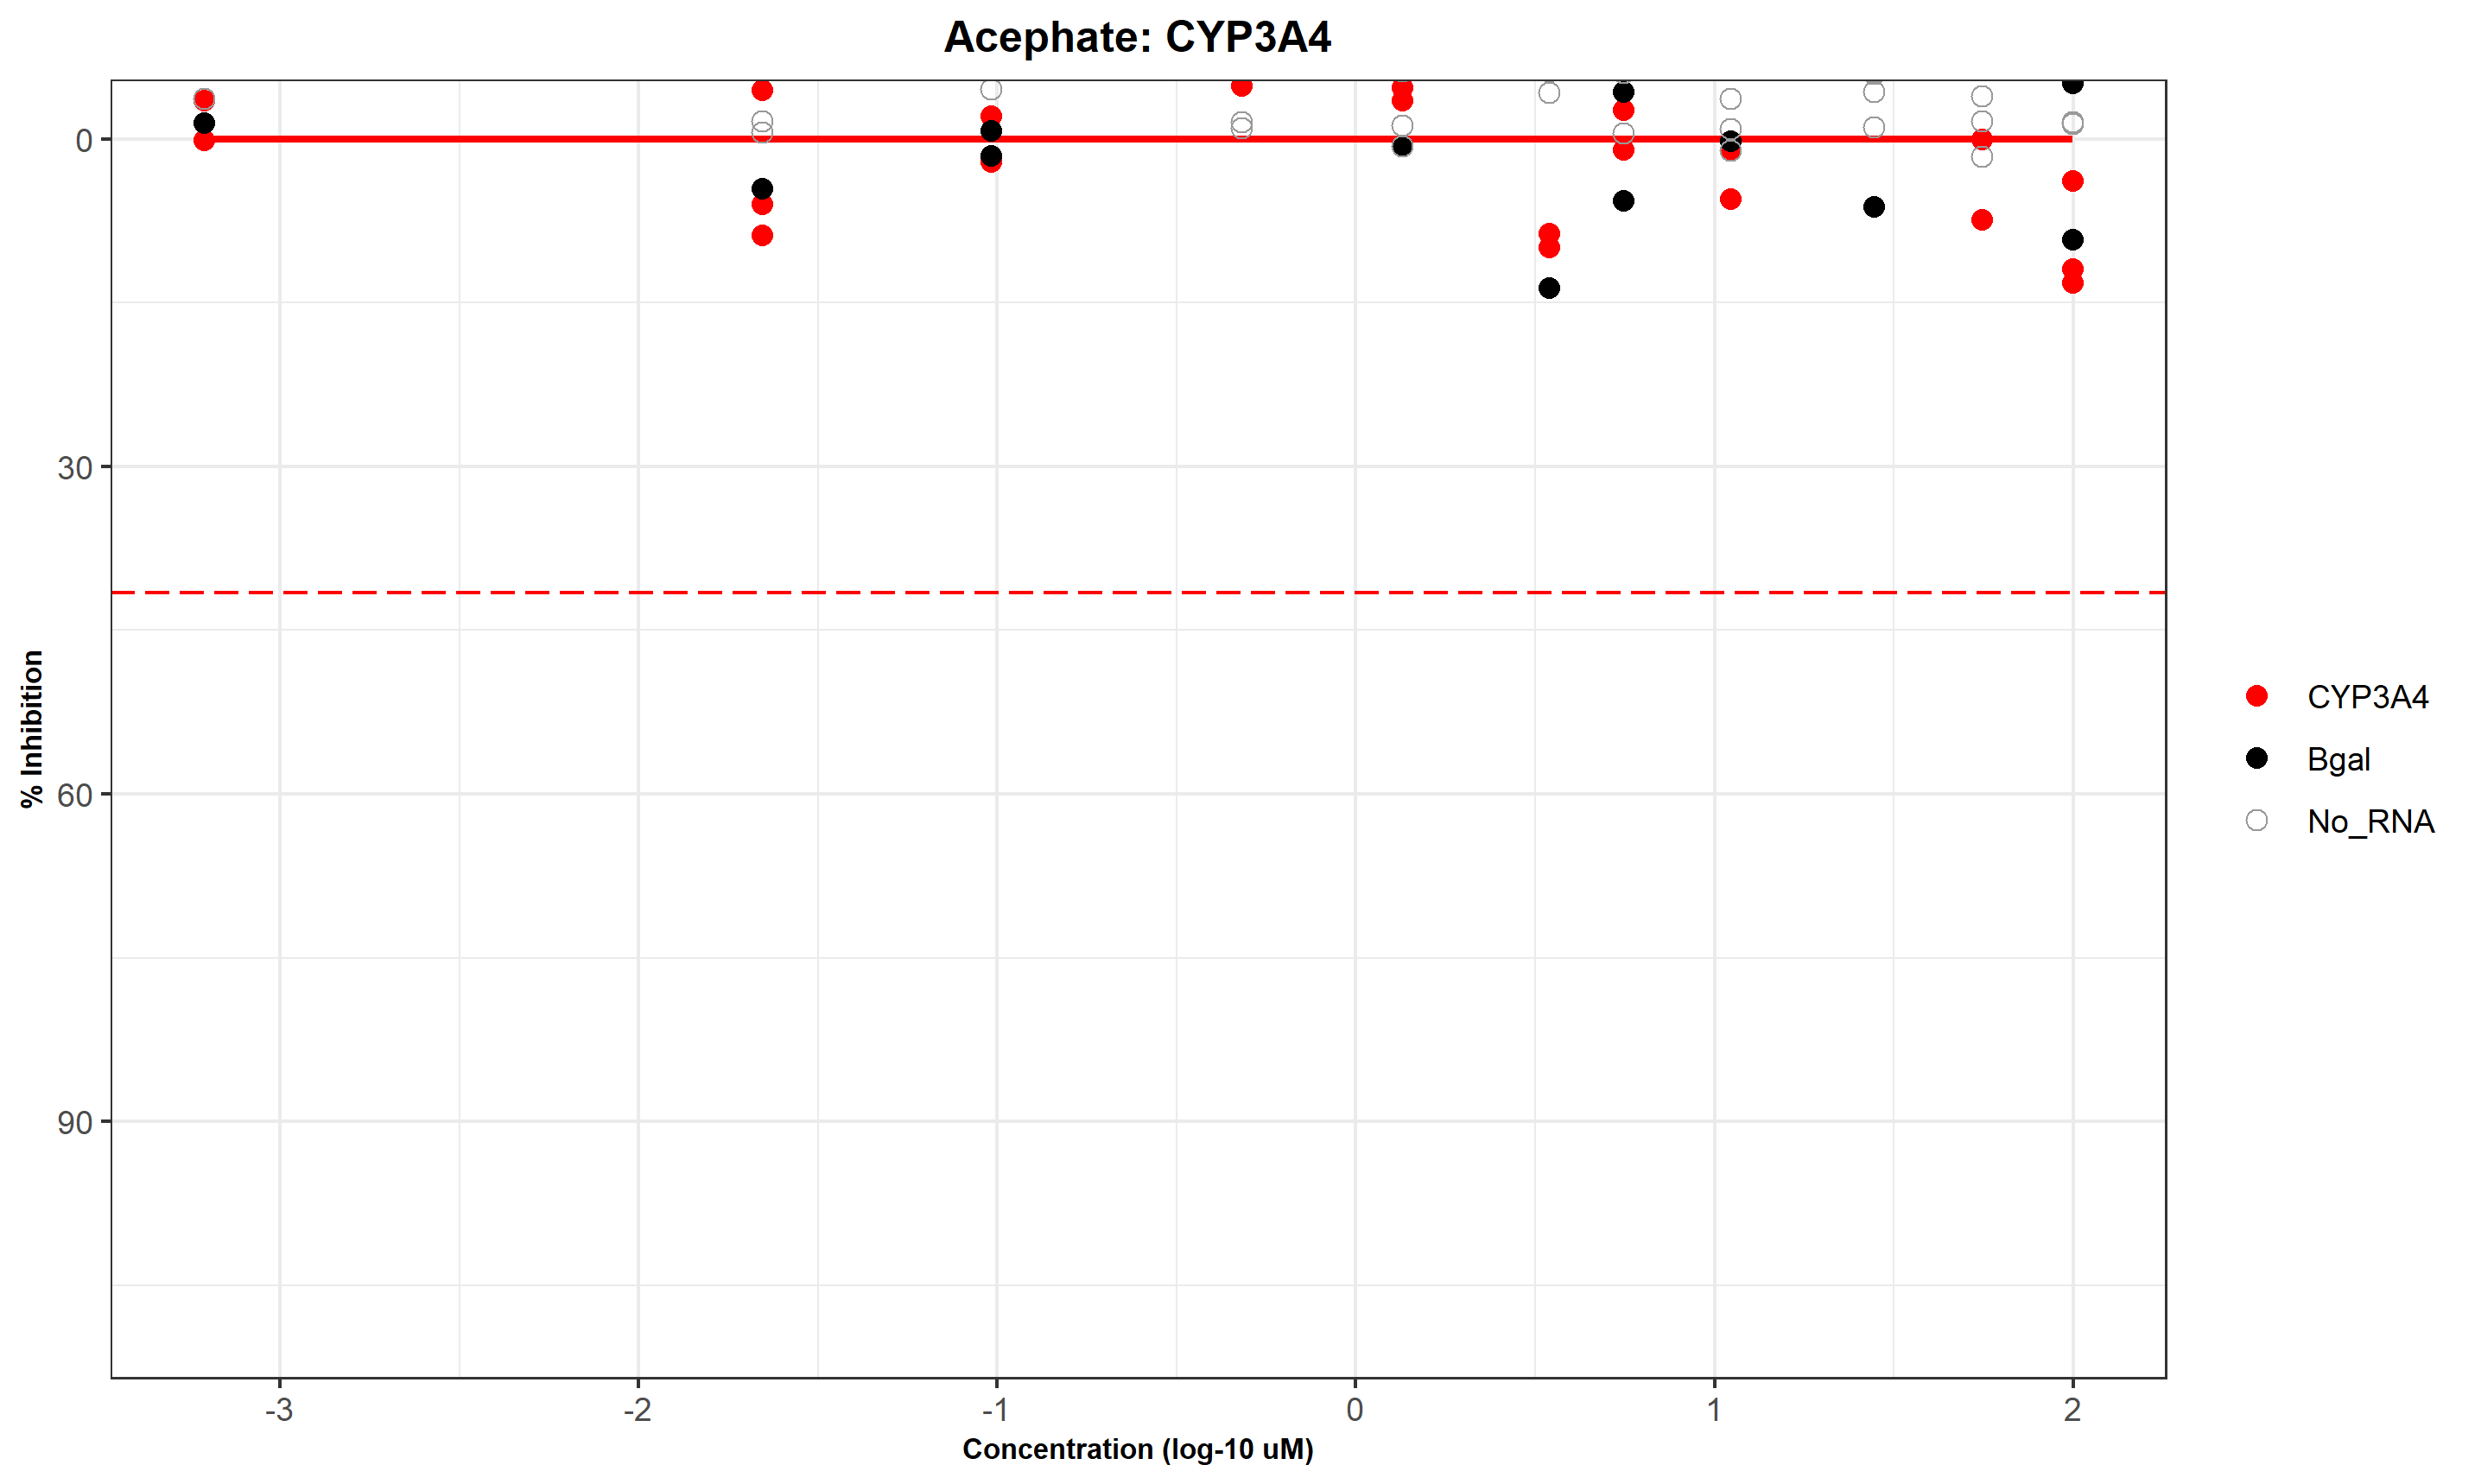 Acephate: CYP3A4
% Inhibition
0
30
60
90
-3
-2
-1
0
1
2
Concentration (log-10 uM)
CYP3A4
Bgal
No_RNA